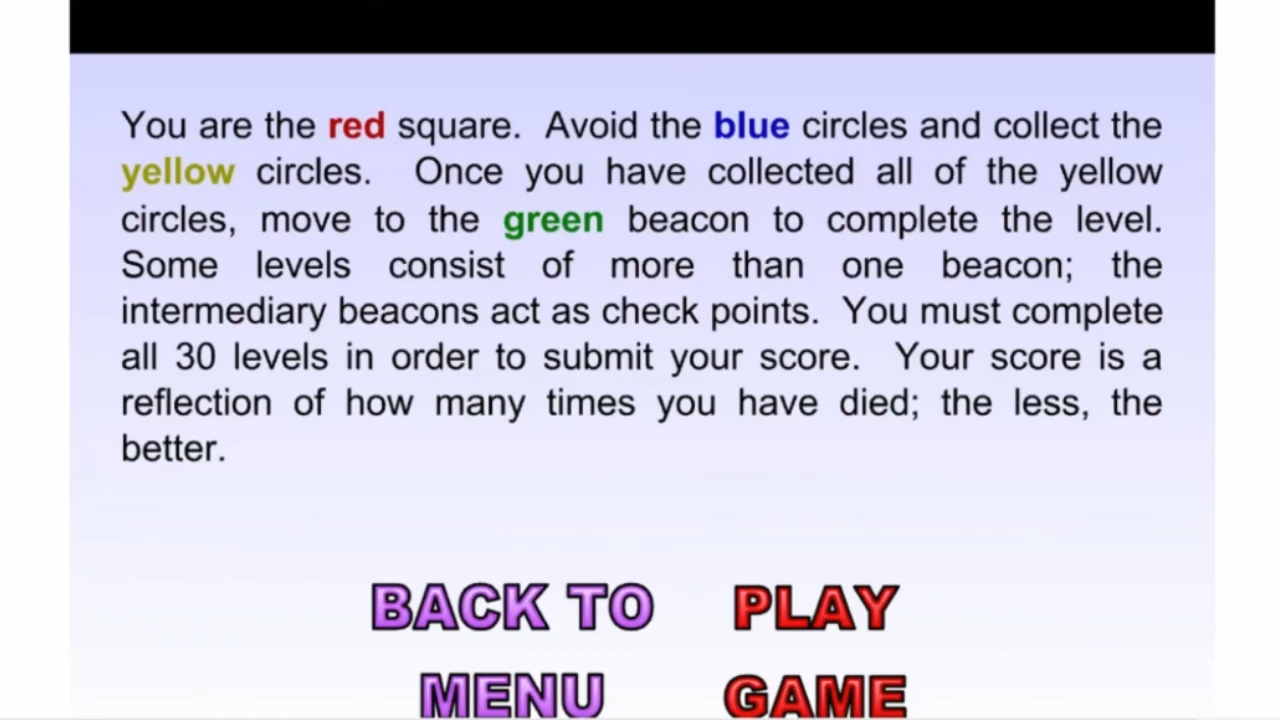 You are the red square. Avoid the blue circles and collect the
yellow circles. Once you have collected all of the yellow
circles, move to the green beacon to complete the level.
Some levels consist of more than one beacon; the
intermediary beacons act as check points. You must complete
all 30 levels in order to submit your score. Your score is a
reflection of how many times you have died; the less, the
better.
BACK TO PLAY
MENU GAME